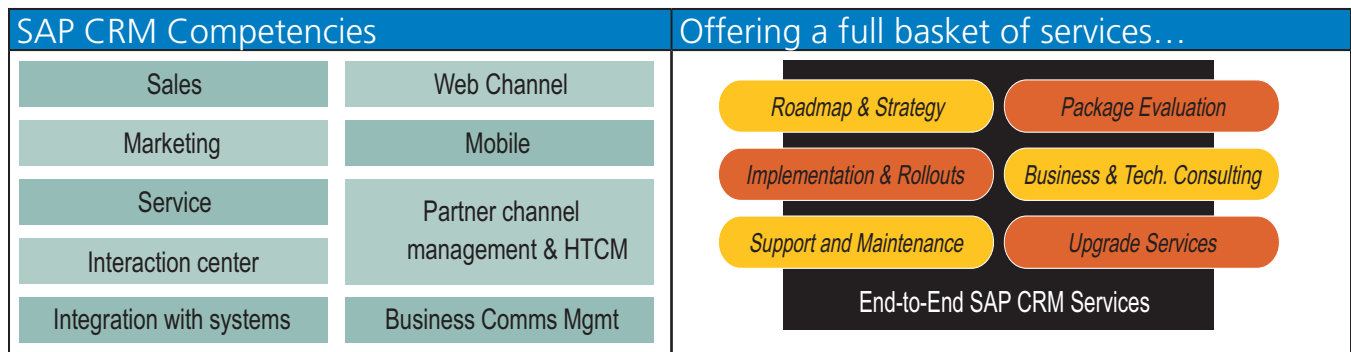 SAP CRM Competencies
Sales
Marketing
Service
Interaction center
Integration with systems
Web Channel
Mobile
Partner channel
management & HTCM
Business Comms Mgmt
Offering a full basket of services…
Roadmap & Strategy
Package Evaluation
Implementation & Rollouts
Business & Tech. Consulting
Support and Maintenance
Upgrade Services
End-to-End SAP CRM Services